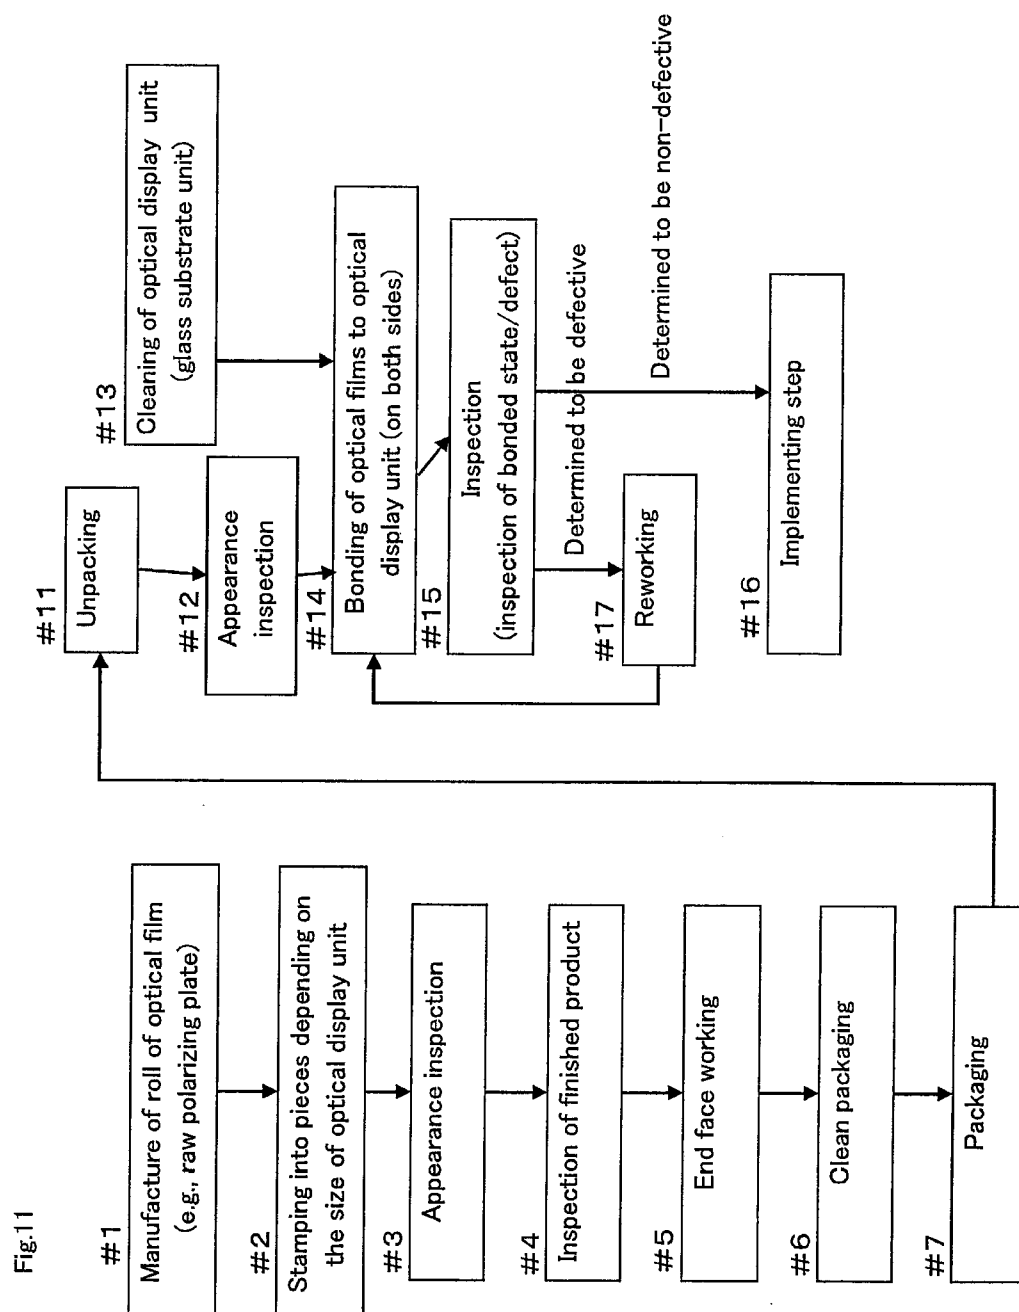 Fig.11
#1
Manufacture of roll of optical film
(e.g., raw polarizing plate)
#2
Stamping into pieces depending on
the size of optical display unit
#3
Appearance inspection
#4
Inspection of finished product
#5
End face working
#6
Clean packaging
#7
Packaging
#11
Unpacking
#12
Appearance
inspection
#13
Cleaning of optical display unit
(glass substrate unit)
#14
Bonding of optical films to optical
display unit (on both sides)
#15
Inspection
(inspection of bonded state/defect)
Determined to be defective
#17
Reworking
Determined to be non-defective
#16
Implementing step